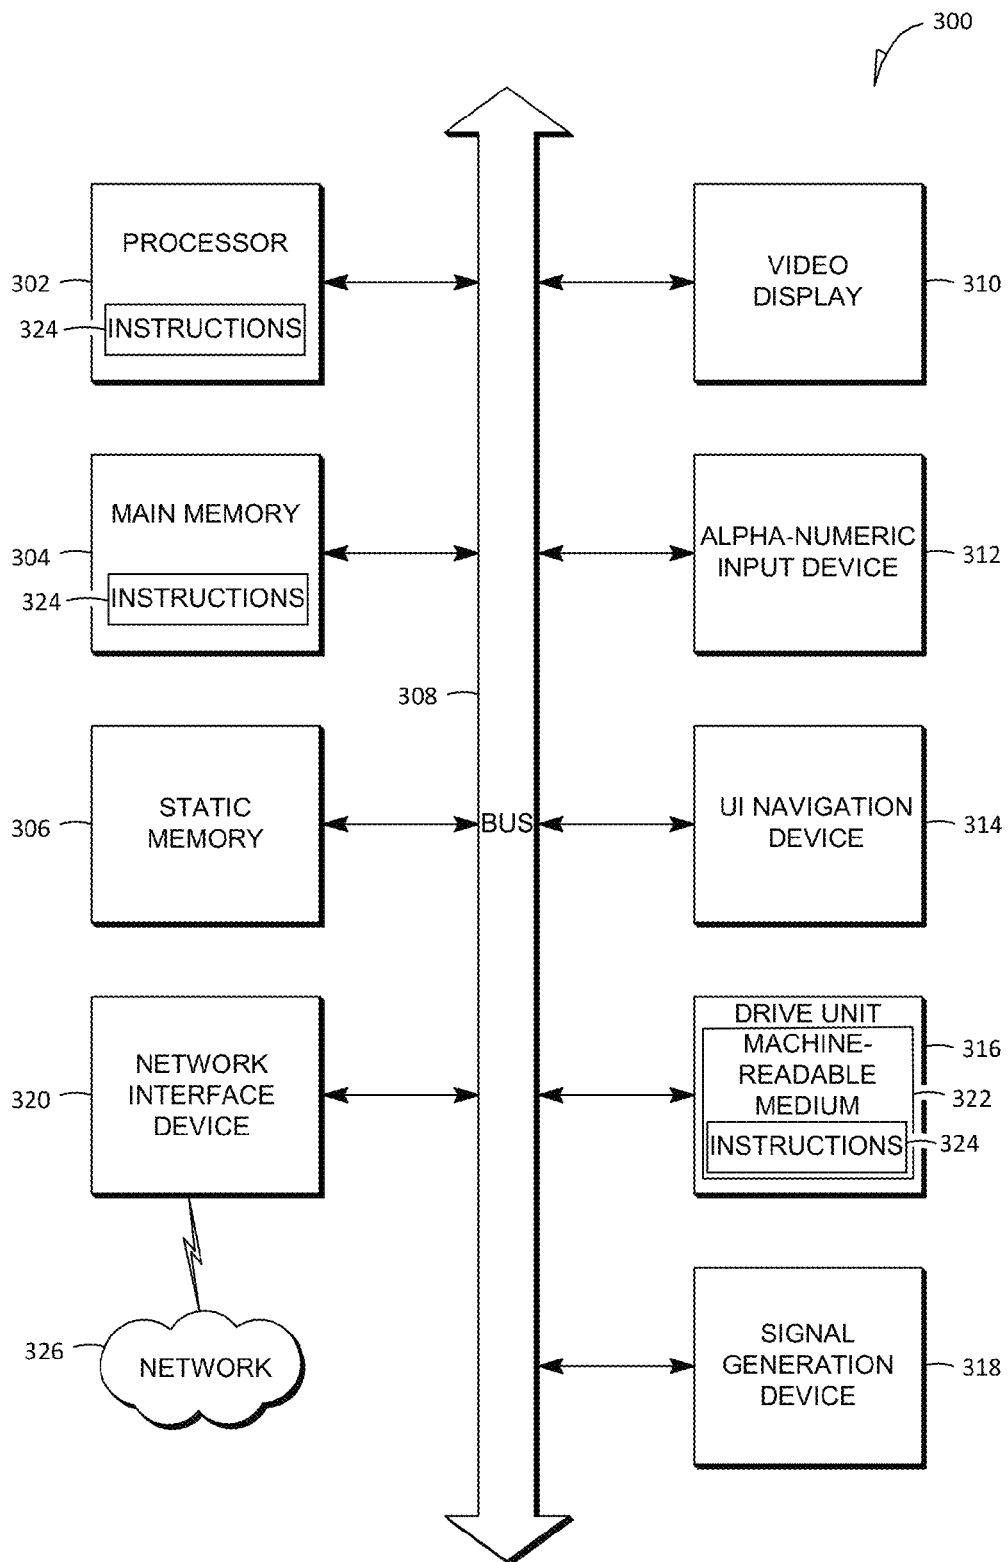 300
PROCESSOR
302
324
INSTRUCTIONS
MAIN MEMORY
304
324
INSTRUCTIONS
308
STATIC
MEMORY
306
BUS
NETWORK
INTERFACE
DEVICE
320
326
NETWORK
VIDEO
DISPLAY
310
ALPHA-NUMERIC
INPUT DEVICE
312
UI NAVIGATION
DEVICE
314
DRIVE UNIT
316
MACHINE-
READABLE
MEDIUM
322
INSTRUCTIONS
324
SIGNAL
GENERATION
DEVICE
318